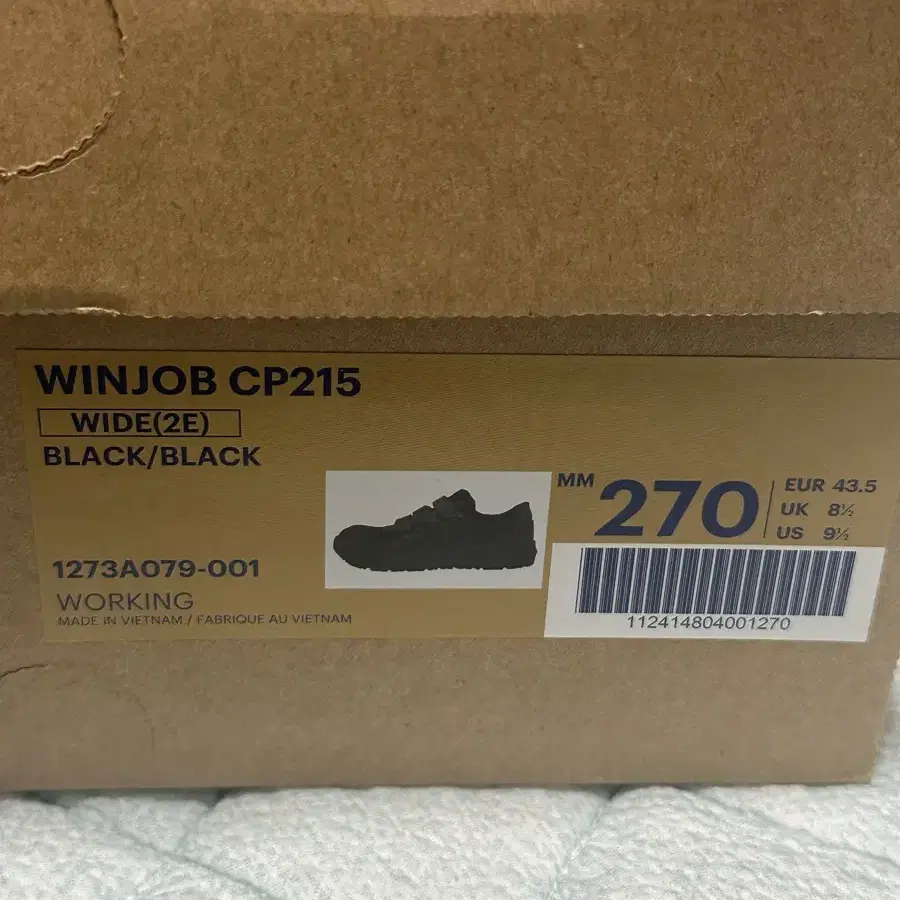 WINJOB CP215
WIDE(2E)
BLACK/BLACK
1273A079-001
WORKING
MADE IN VIETNAM / FABRIQUE AU VIETNAM
MM 270
EUR 43.5
UK 8½
US 9½
112414804001270